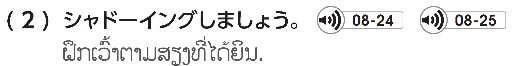 (2) シャドーイングしましょう。 08-24 08-25
ຝຶກເວົ້າຕາມສຽງທີ່ໄດ້ຍິນ.